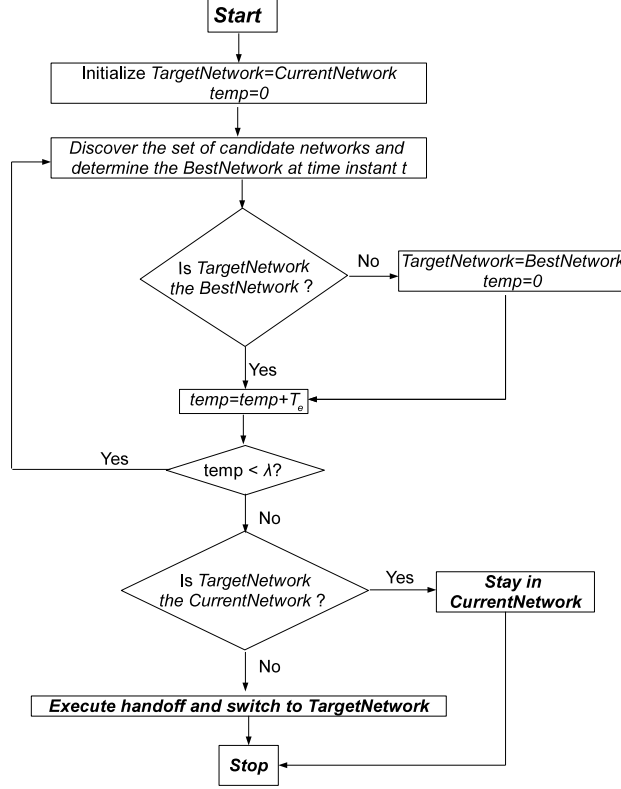 Start
Initialize TargetNetwork=CurrentNetwork
temp=0
Discover the set of candidate networks and
determine the BestNetwork at time instant t
Is TargetNetwork
the BestNetwork ?
No
TargetNetwork=BestNetwork
temp=0
Yes
temp=temp+Te
temp < λ?
Yes
No
Is TargetNetwork
the CurrentNetwork ?
Yes
Stay in
CurrentNetwork
No
Execute handoff and switch to TargetNetwork
Stop